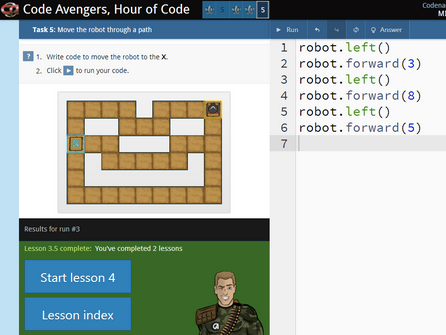 Code Avengers, Hour of Code
5
Codena
Task 5: Move the robot through a path
Run
Answer
? 1. Write code to move the robot to the X.
2. Click to run your code.
1 robot.left()
2 robot.forward(3)
3 robot.left()
4 robot.forward(8)
5 robot.left()
6 robot.forward(5)
7
Results for run #3
Lesson 3.5 complete: You've completed 2 lessons
Start lesson 4
Lesson index